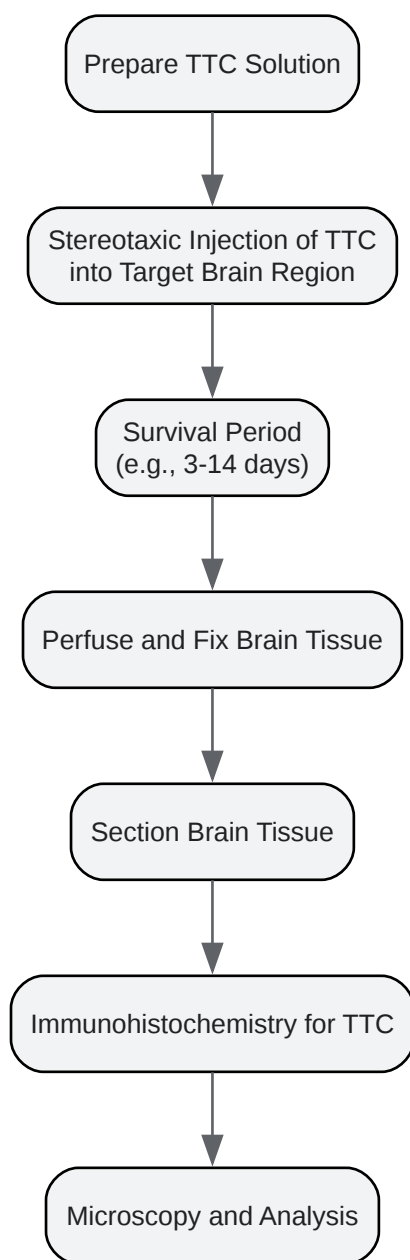 Prepare TTC Solution
Stereotaxic Injection of TTC
into Target Brain Region
Survival Period
(e.g., 3-14 days)
Perfuse and Fix Brain Tissue
Section Brain Tissue
Immunohistochemistry for TTC
Microscopy and Analysis